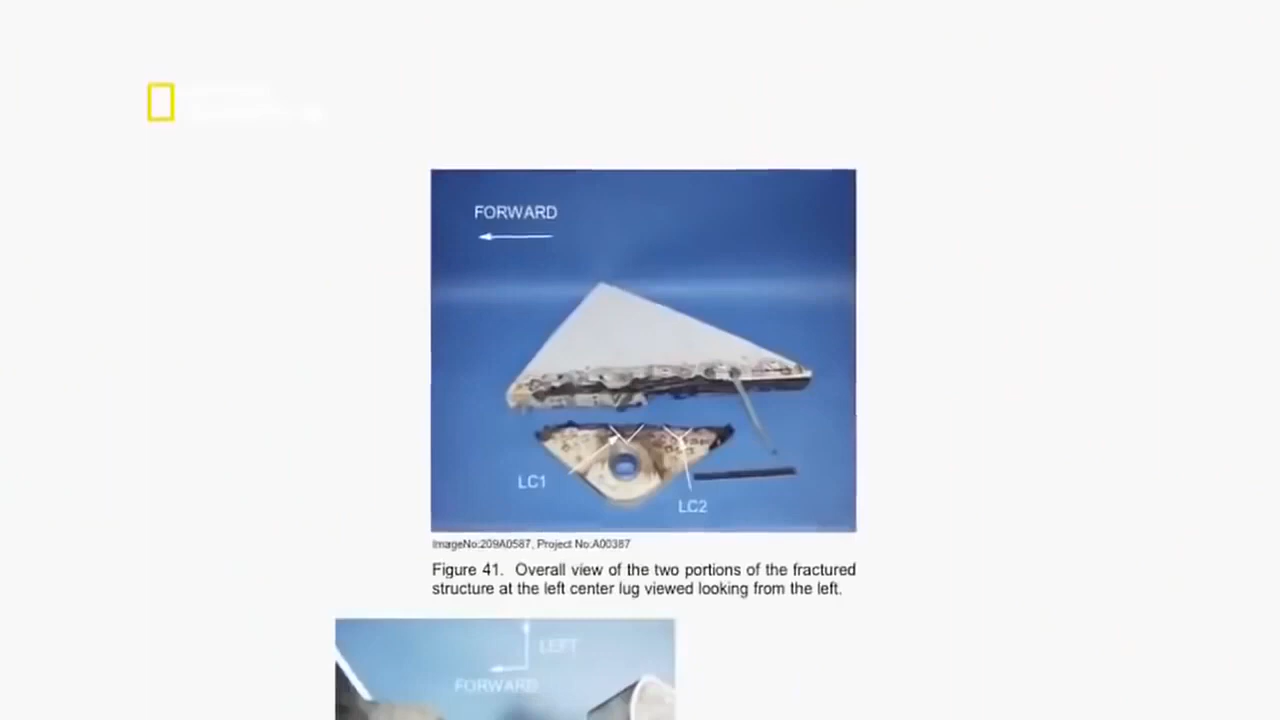 FORWARD
LC1
LC2
ImageNo:209A0587, Project No:A00387
Figure 41. Overall view of the two portions of the fractured
structure at the left center lug viewed looking from the left.
LEFT
FORWARD